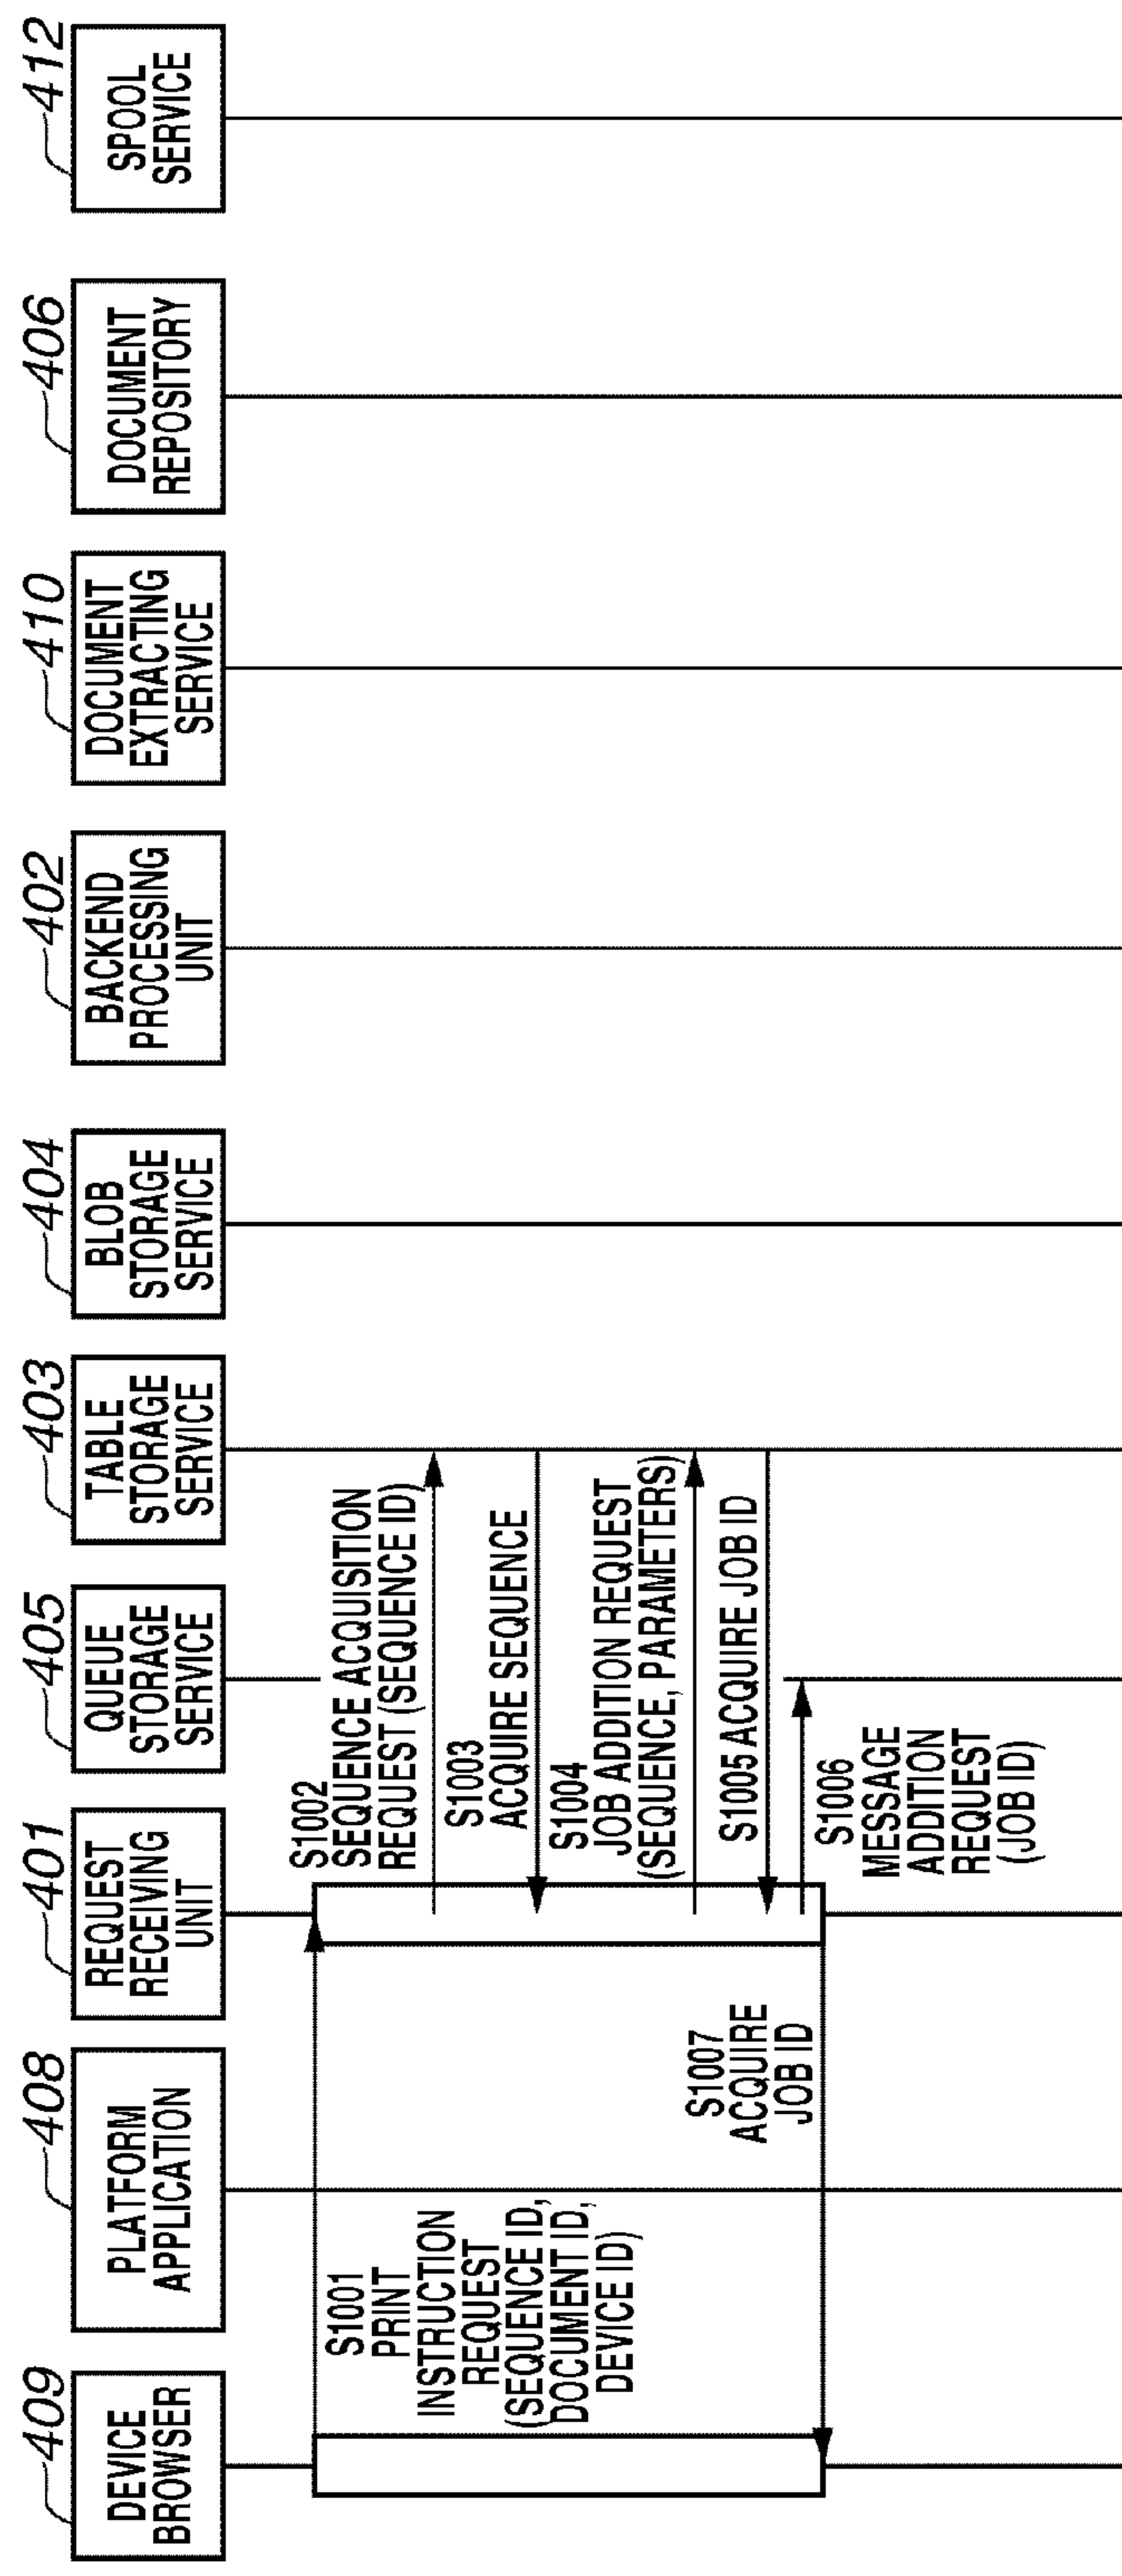 409
DEVICE
BROWSER
408
PLATFORM
APPLICATION
401
REQUEST
RECEIVING
UNIT
405
QUEUE
STORAGE
SERVICE
403
TABLE
STORAGE
SERVICE
404
BLOB
STORAGE
SERVICE
402
BACKEND
PROCESSING
UNIT
410
DOCUMENT
EXTRACTING
SERVICE
406
DOCUMENT
REPOSITORY
412
SPOOL
SERVICE
S1001
PRINT
INSTRUCTION
REQUEST
(SEQUENCE ID,
DOCUMENT ID,
DEVICE ID)
S1002
SEQUENCE ACQUISITION
REQUEST (SEQUENCE ID)
S1003
ACQUIRE SEQUENCE
S1004
JOB ADDITION REQUEST
(SEQUENCE, PARAMETERS)
S1005 ACQUIRE JOB ID
S1006
MESSAGE
ADDITION
REQUEST
(JOB ID)
S1007
ACQUIRE
JOB ID